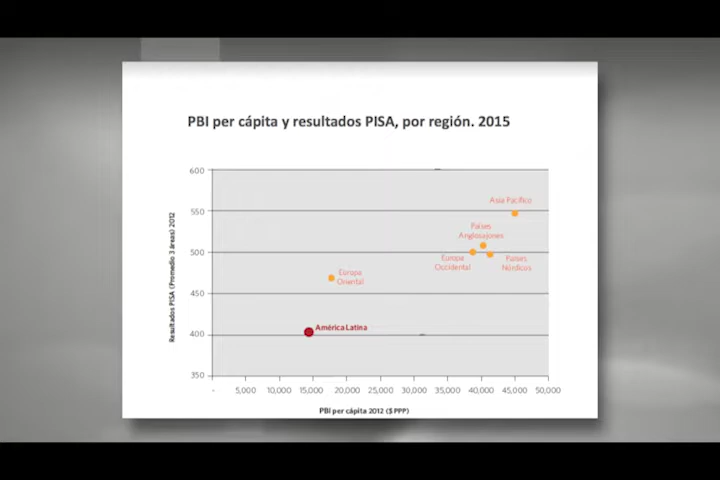 PBI per cápita y resultados PISA, por región. 2015
Resultados PISA (Promedio 3 áreas) 2012
600
550
500
450
400
350
Asia Pacífico
Países
Anglosajones
Europa
Occidental
Países
Nórdicos
Europa
Oriental
América Latina
- 5,000 10,000 15,000 20,000 25,000 30,000 35,000 40,000 45,000 50,000
PBI per cápita 2012 ($ PPP)